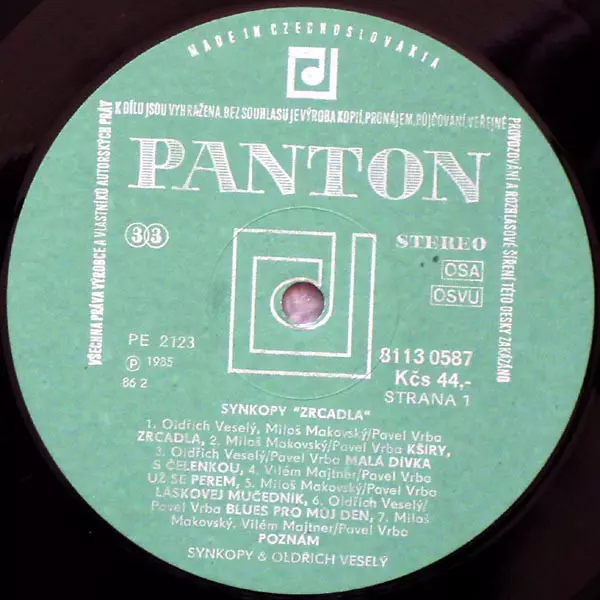 MADE IN CZECHOSLOVAKIA
VŠECHNA PRÁVA VÝROBCE A VLASTNÍKŮ AUTORSKÝCH PRÁV
K DÍLU JSOU VYHRAŽENA. BEZ SOUHLASU JE VÝROBA KOPIÍ, PRONÁJEM, PŮJČOVÁNÍ, VEŘEJNÉ
PROVOZOVÁNÍ A ROZHLASOVÉ ŠÍŘENÍ TÉTO DESKY ZAKÁZÁNO
PANTON
33
STEREO
OSA
OSVU
PE 2123
℗ 1985
86 2
8113 0587
Kčs 44,-
STRANA 1
SYNKOPY "ZRCADLA"
1. Oldřich Veselý, Miloš Makovský/Pavel Vrba
ZRCADLA, 2. Miloš Makovský/Pavel Vrba KŠÍRY,
3. Oldřich Veselý/Pavel Vrba MALÁ DÍVKA
S ČELENKOU, 4. Vilém Majtner/Pavel Vrba
UŽ SE PEREM, 5. Miloš Makovský/Pavel Vrba
LÁSKOVEJ MUČEDNÍK, 6. Oldřich Veselý/
Pavel Vrba BLUES PRO MŮJ DEN, 7. Miloš
Makovský, Vilém Majtner/Pavel Vrba
POZNÁM
SYNKOPY & OLDŘICH VESELÝ